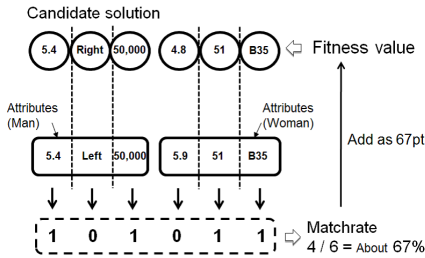 Candidate solution
5.4 Right 50,000 4.8 51 B35 Fitness value
Attributes
(Man)
Attributes
(Woman)
Add as 67pt
5.4 Left 50,000 5.9 51 B35
1 0 1 0 1 1
Matchrate
4 / 6 = About 67%